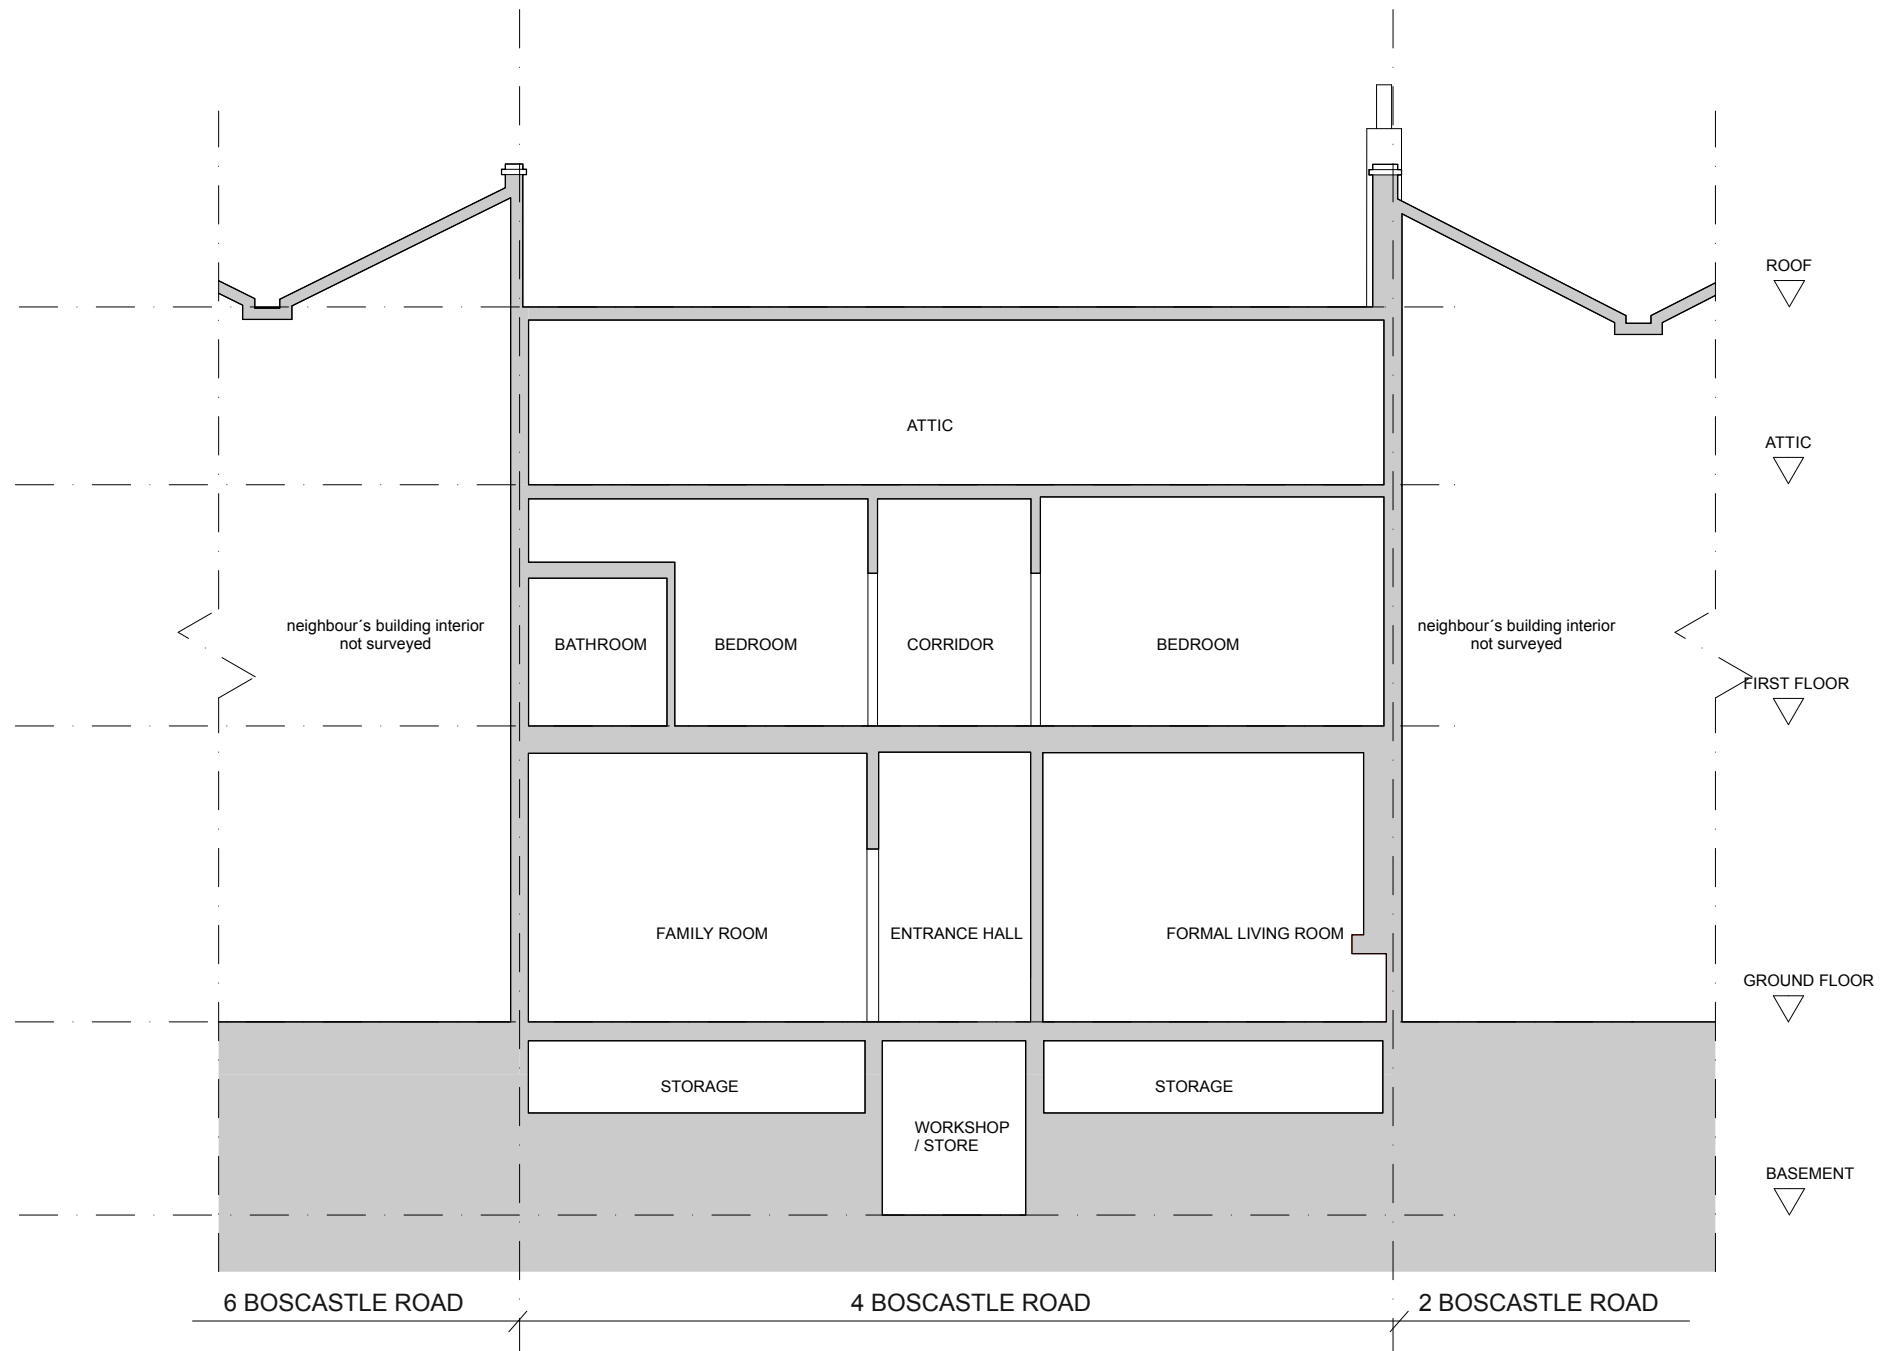 ROOF
ATTIC
ATTIC
neighbour´s building interior
not surveyed
BATHROOM
BEDROOM
CORRIDOR
BEDROOM
neighbour´s building interior
not surveyed
FIRST FLOOR
FAMILY ROOM
ENTRANCE HALL
FORMAL LIVING ROOM
GROUND FLOOR
STORAGE
STORAGE
WORKSHOP
/ STORE
BASEMENT
6 BOSCASTLE ROAD
4 BOSCASTLE ROAD
2 BOSCASTLE ROAD